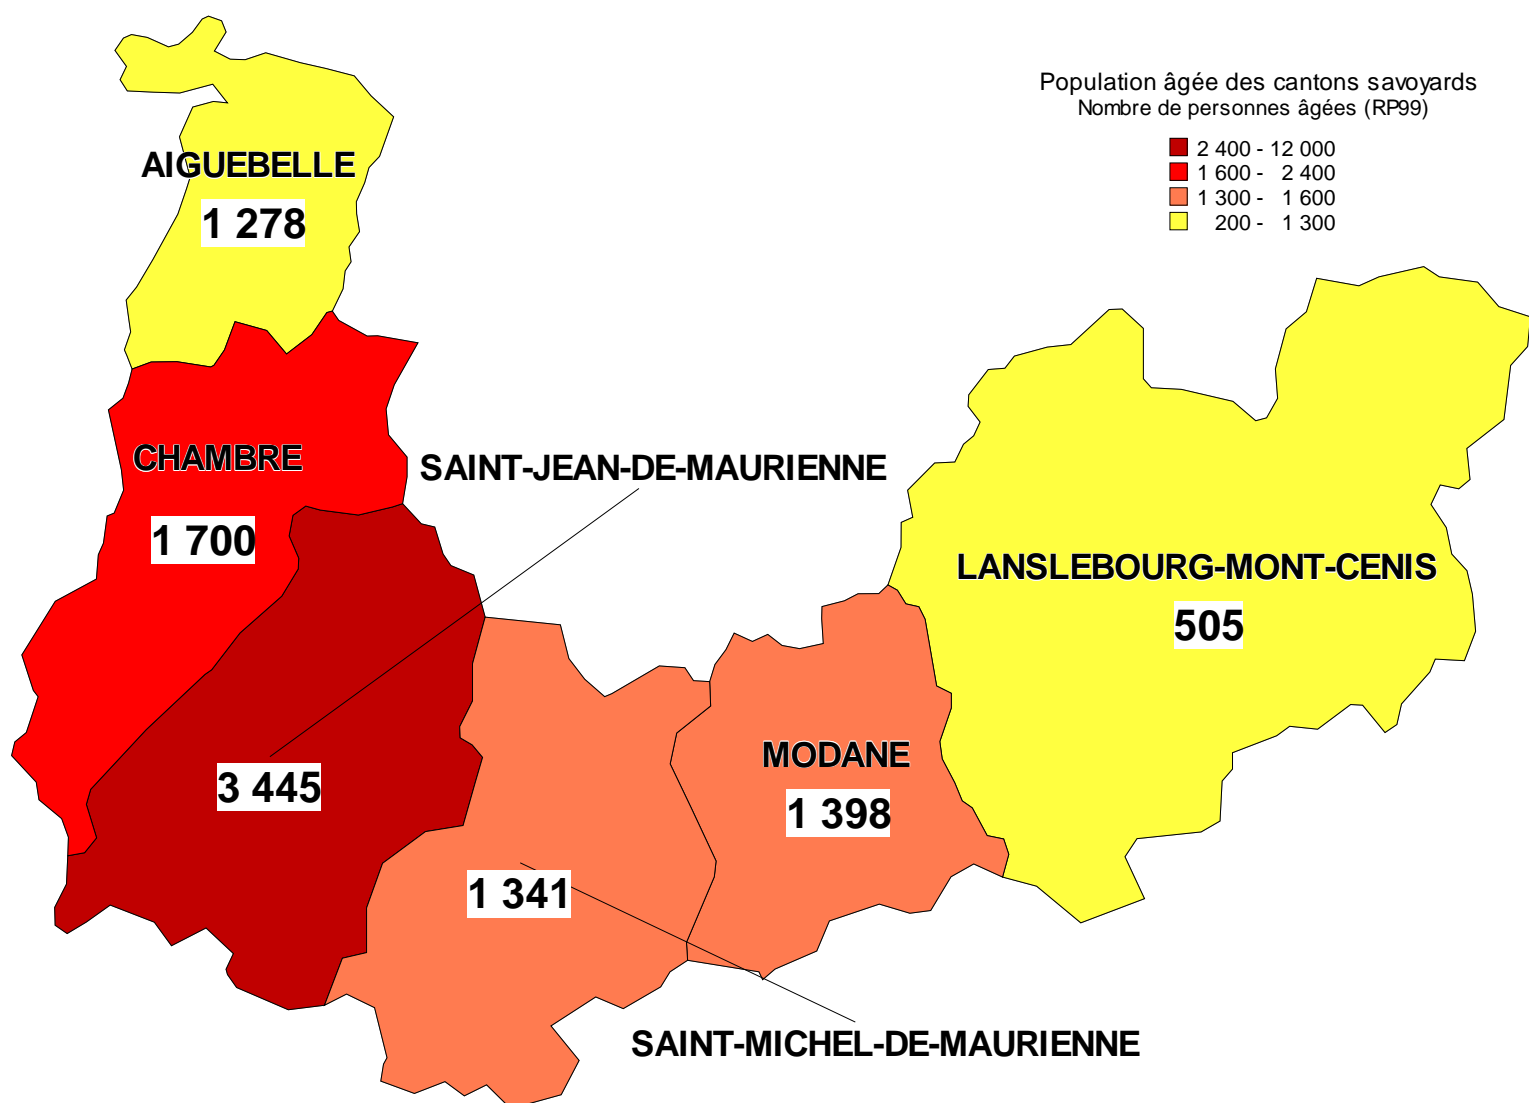 Population âgée des cantons savoyards
Nombre de personnes âgées (RP99)
2 400 - 12 000
1 600 - 2 400
1 300 - 1 600
200 - 1 300
AIGUEBELLE
1 278
CHAMBRE
1 700
SAINT-JEAN-DE-MAURIENNE
3 445
LANSLEBOURG-MONT-CENIS
505
MODANE
1 398
1 341
SAINT-MICHEL-DE-MAURIENNE